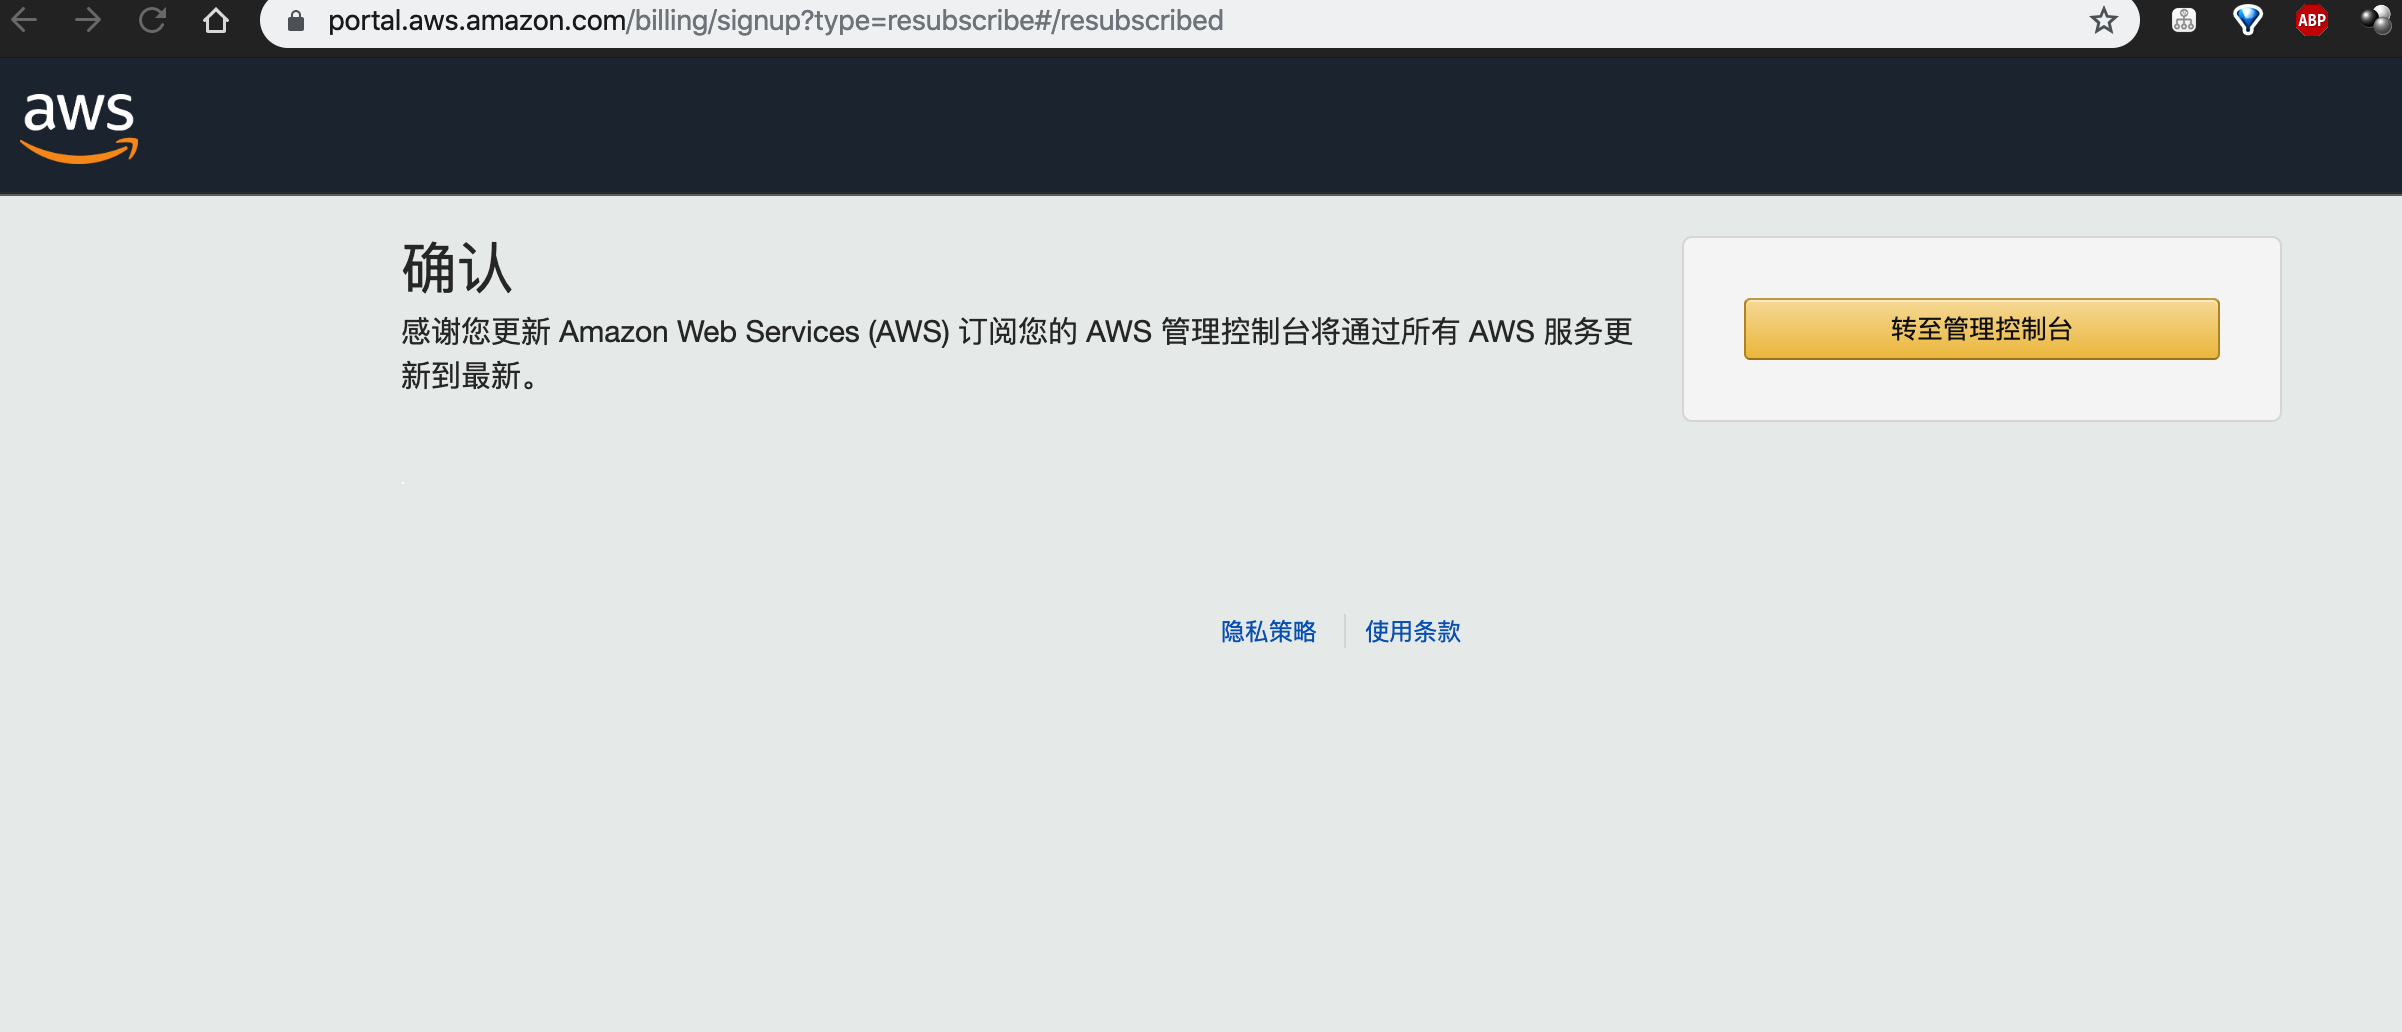 portal.aws.amazon.com/billing/signup?type=resubscribe#/resubscribed
ABP
aws
确认
感谢您更新 Amazon Web Services (AWS) 订阅您的 AWS 管理控制台将通过所有 AWS 服务更
新到最新。
转至管理控制台
隐私策略
使用条款